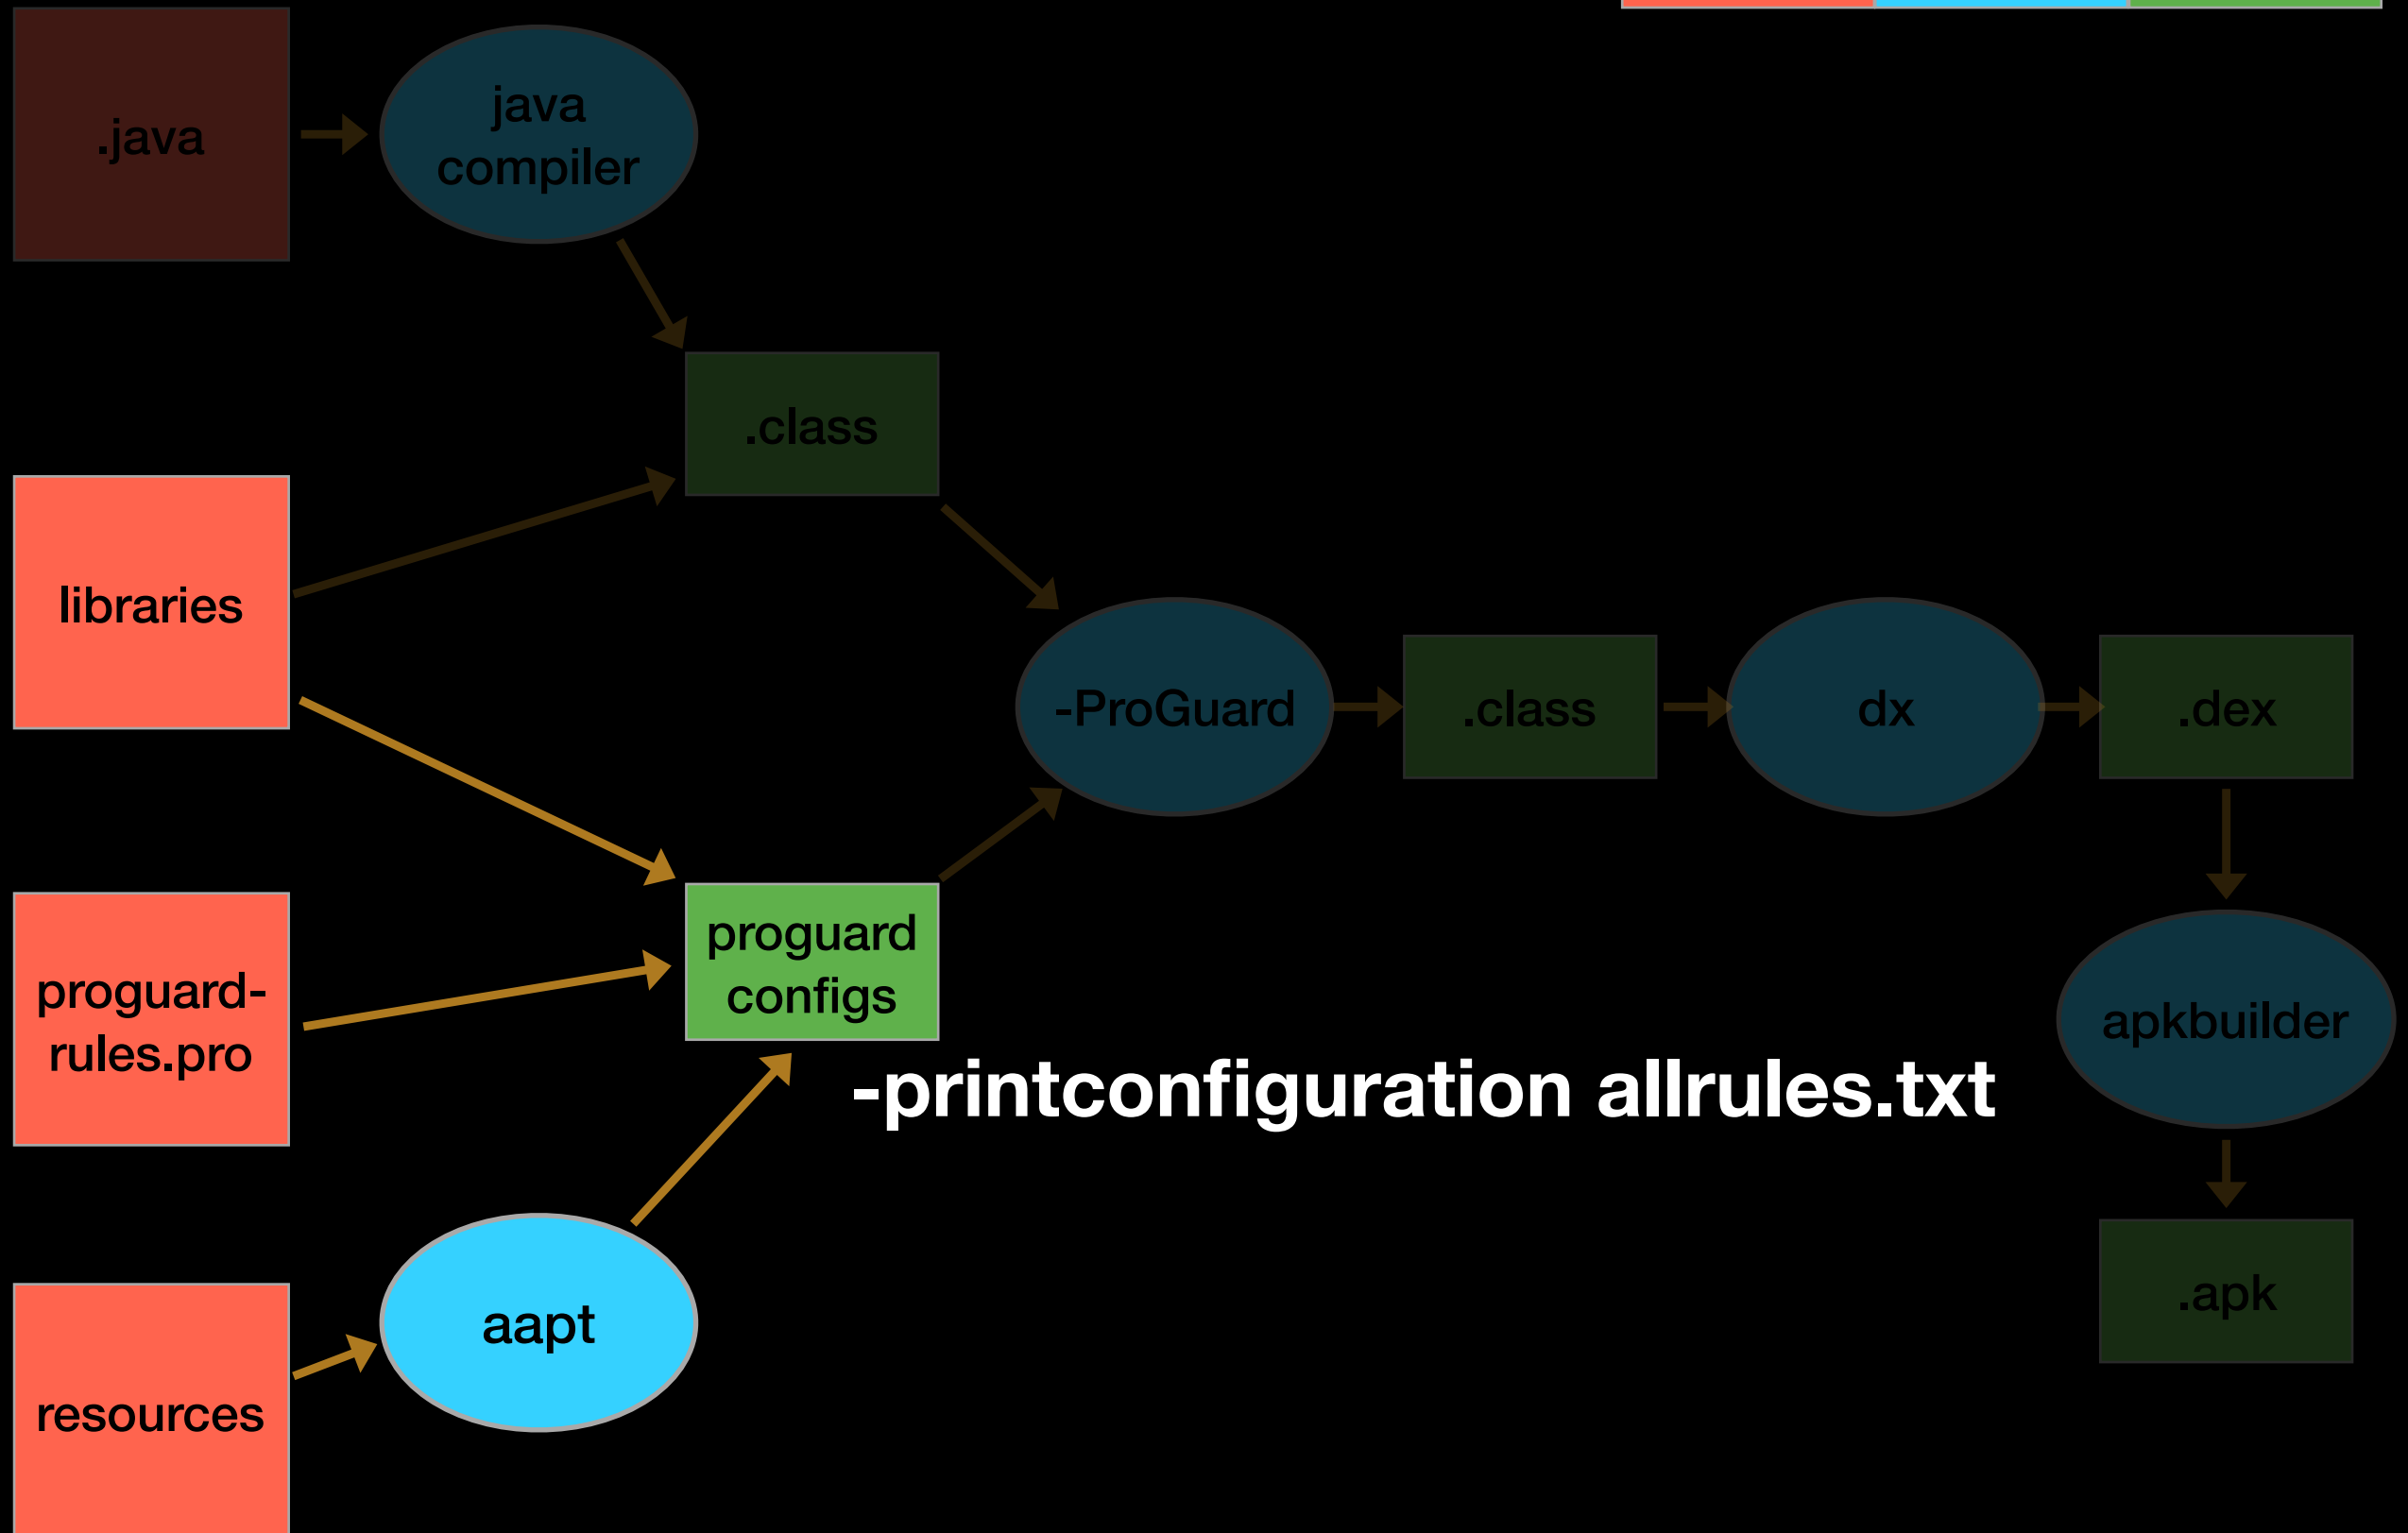 .java
java
compiler
.class
libraries
-ProGuard
.class
dx
.dex
proguard
configs
proguard-
rules.pro
apkbuilder
-printconfiguration allrules.txt
aapt
.apk
resources